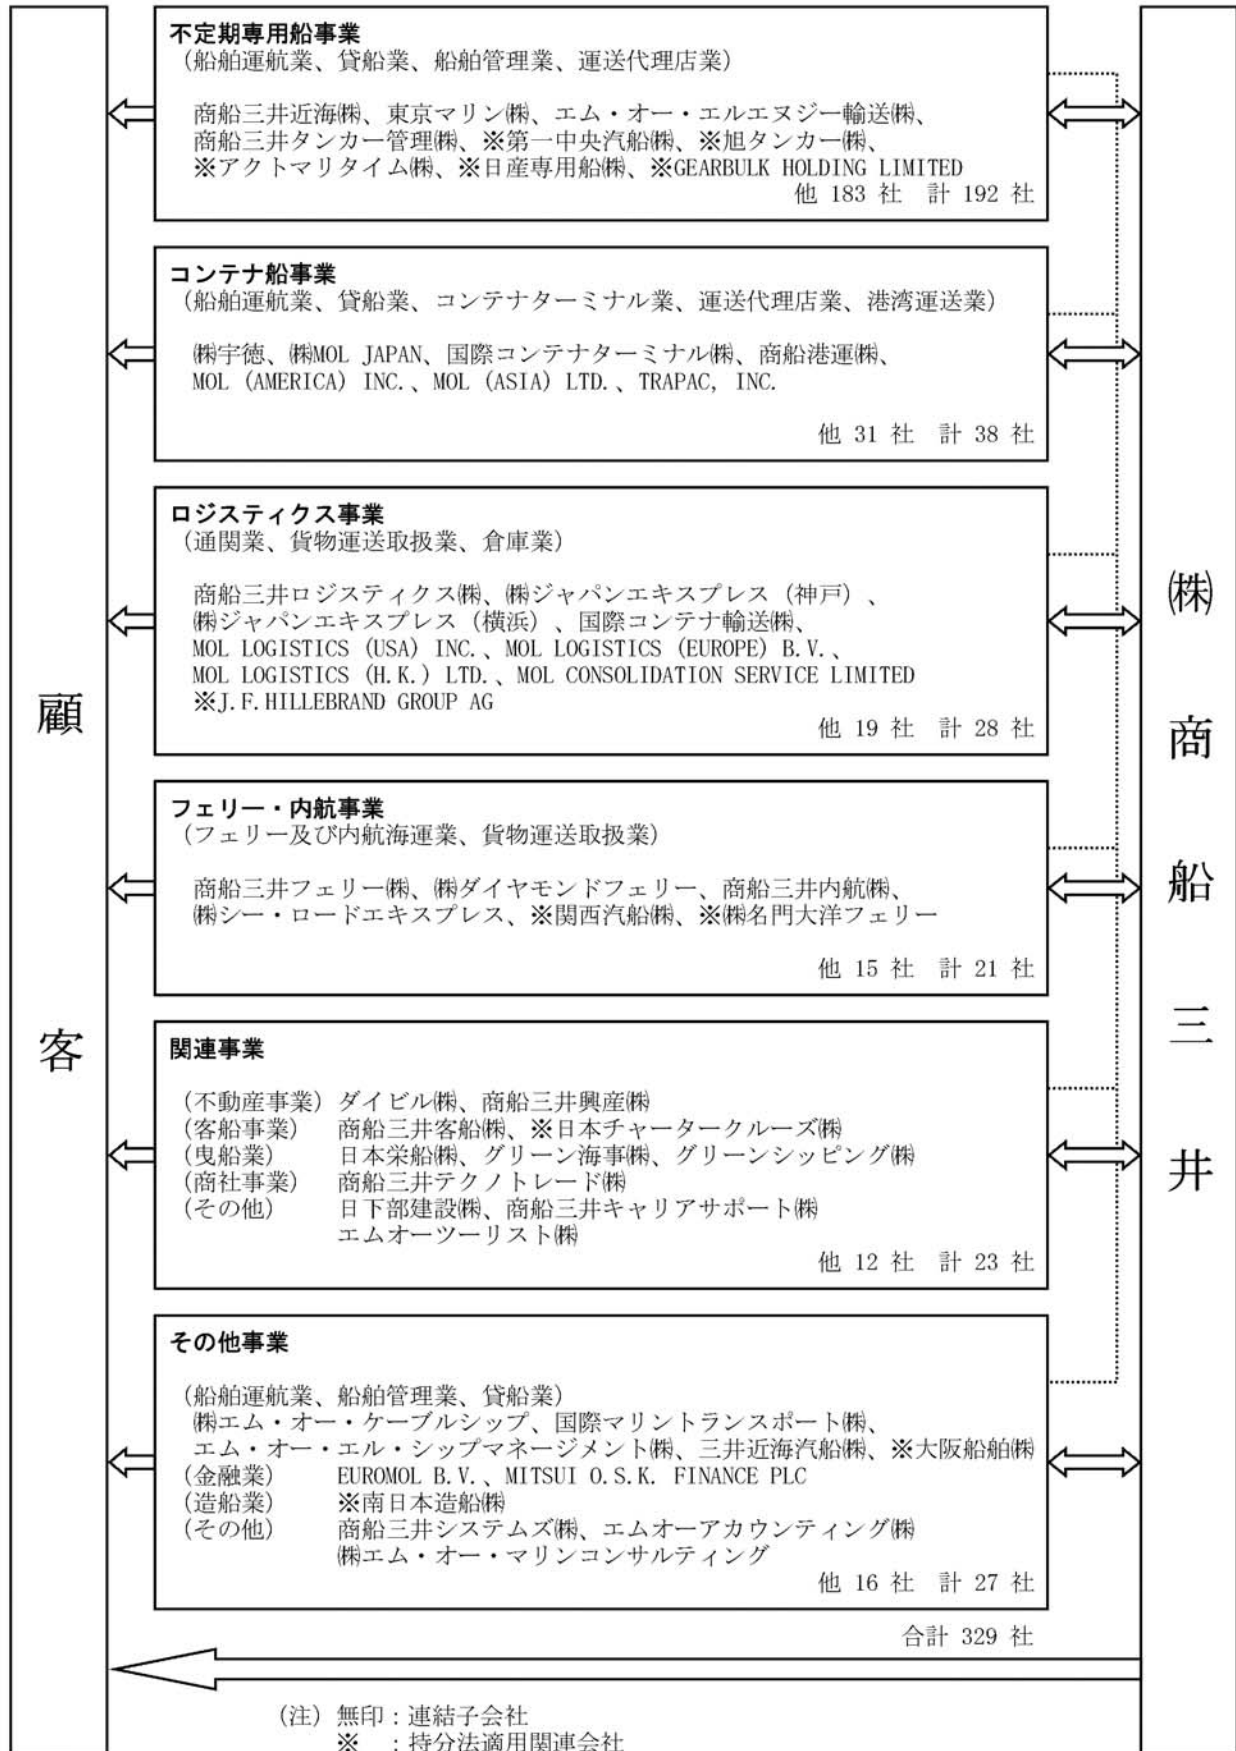 不定期専用船事業
（船舶運航業、貸船業、船舶管理業、運送代理店業）
商船三井近海㈱、東京マリン㈱、エム・オー・エルエヌジー輸送㈱、
商船三井タンカー管理㈱、※第一中央汽船㈱、※旭タンカー㈱、
※アクトマリタイム㈱、※日産専用船㈱、※GEARBULK HOLDING LIMITED
他 183 社　計 192 社
コンテナ船事業
（船舶運航業、貸船業、コンテナターミナル業、運送代理店業、港湾運送業）
㈱宇徳、㈱MOL JAPAN、国際コンテナターミナル㈱、商船港運㈱、
MOL (AMERICA) INC.、MOL (ASIA) LTD.、TRAPAC, INC.
他 31 社　計 38 社
ロジスティクス事業
（通関業、貨物運送取扱業、倉庫業）
商船三井ロジスティクス㈱、㈱ジャパンエキスプレス（神戸）、
㈱ジャパンエキスプレス（横浜）、国際コンテナ輸送㈱、
MOL LOGISTICS (USA) INC.、MOL LOGISTICS (EUROPE) B.V.、
MOL LOGISTICS (H.K.) LTD.、MOL CONSOLIDATION SERVICE LIMITED
※J.F.HILLEBRAND GROUP AG
他 19 社　計 28 社
フェリー・内航事業
（フェリー及び内航海運業、貨物運送取扱業）
商船三井フェリー㈱、㈱ダイヤモンドフェリー、商船三井内航㈱、
㈱シー・ロードエキスプレス、※関西汽船㈱、※㈱名門大洋フェリー
他 15 社　計 21 社
関連事業
（不動産事業）ダイビル㈱、商船三井興産㈱
（客船事業）　商船三井客船㈱、※日本チャータークルーズ㈱
（曳船業）　　日本栄船㈱、グリーン海事㈱、グリーンシッピング㈱
（商社事業）　商船三井テクノトレード㈱
（その他）　　日下部建設㈱、商船三井キャリアサポート㈱
エムオーツーリスト㈱
他 12 社　計 23 社
その他事業
（船舶運航業、船舶管理業、貸船業）
㈱エム・オー・ケーブルシップ、国際マリントランスポート㈱、
エム・オー・エル・シップマネージメント㈱、三井近海汽船㈱、※大阪船舶㈱
（金融業）　　EUROMOL B.V.、MITSUI O.S.K. FINANCE PLC
（造船業）　　※南日本造船㈱
（その他）　　商船三井システムズ㈱、エムオーアカウンティング㈱
㈱エム・オー・マリンコンサルティング
他 16 社　計 27 社
合計 329 社
顧客
㈱商船三井
（注）無印：連結子会社
※　：持分法適用関連会社